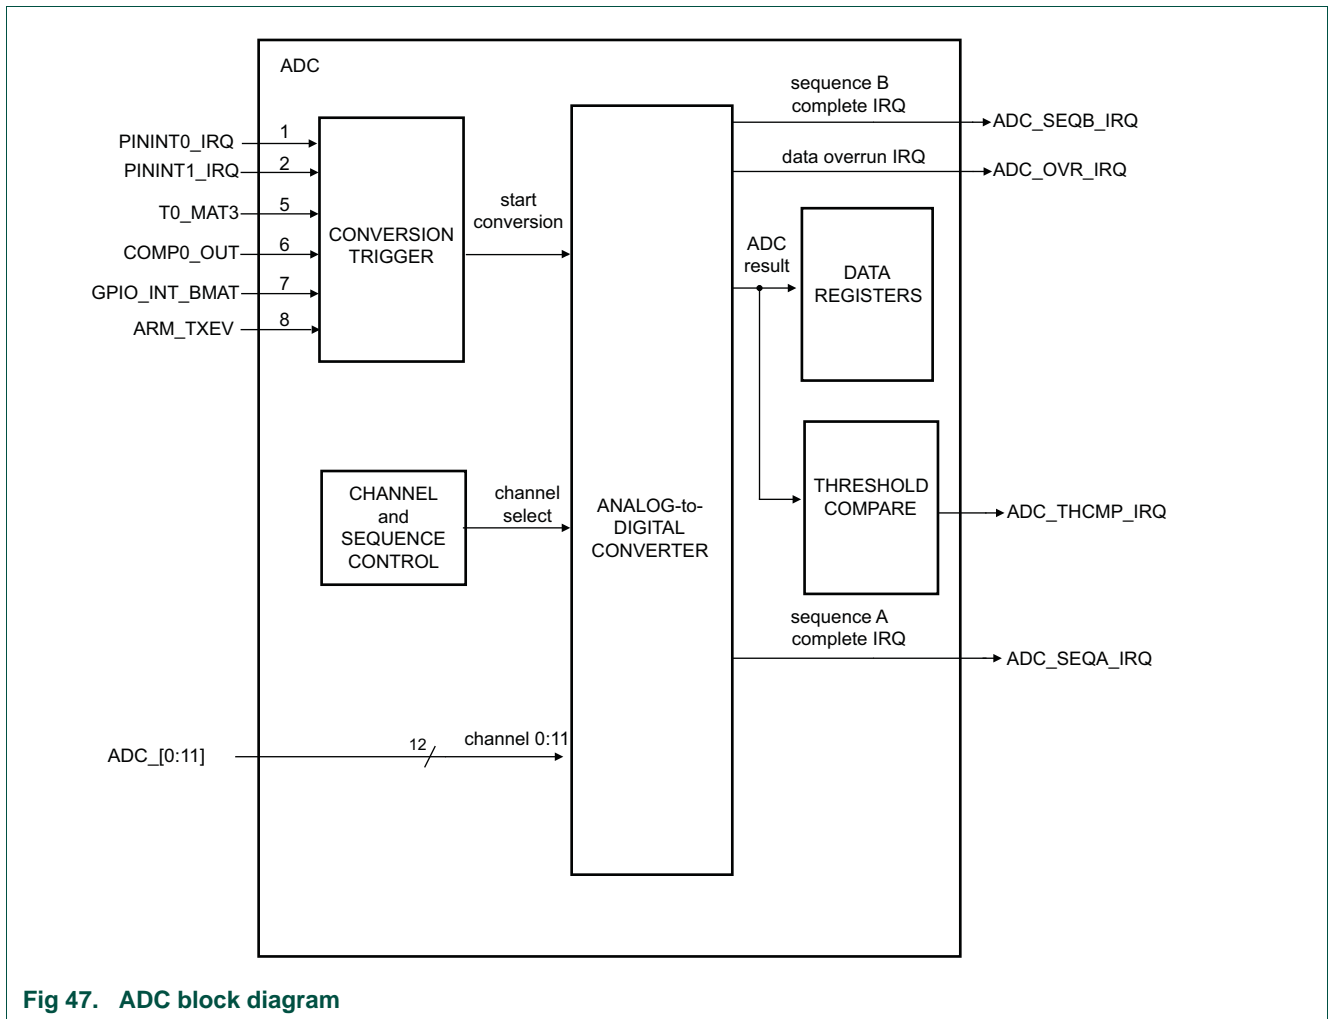 ADC
PININT0_IRQ
1
PININT1_IRQ
2
T0_MAT3
5
COMP0_OUT
6
GPIO_INT_BMAT
7
ARM_TXEV
8
CONVERSION
TRIGGER
start
conversion
CHANNEL
and
SEQUENCE
CONTROL
channel
select
ADC_[0:11]
12
channel 0:11
ANALOG-to-
DIGITAL
CONVERTER
sequence B
complete IRQ
ADC_SEQB_IRQ
data overrun IRQ
ADC_OVR_IRQ
ADC
result
DATA
REGISTERS
THRESHOLD
COMPARE
ADC_THCMP_IRQ
sequence A
complete IRQ
ADC_SEQA_IRQ
Fig 47. ADC block diagram